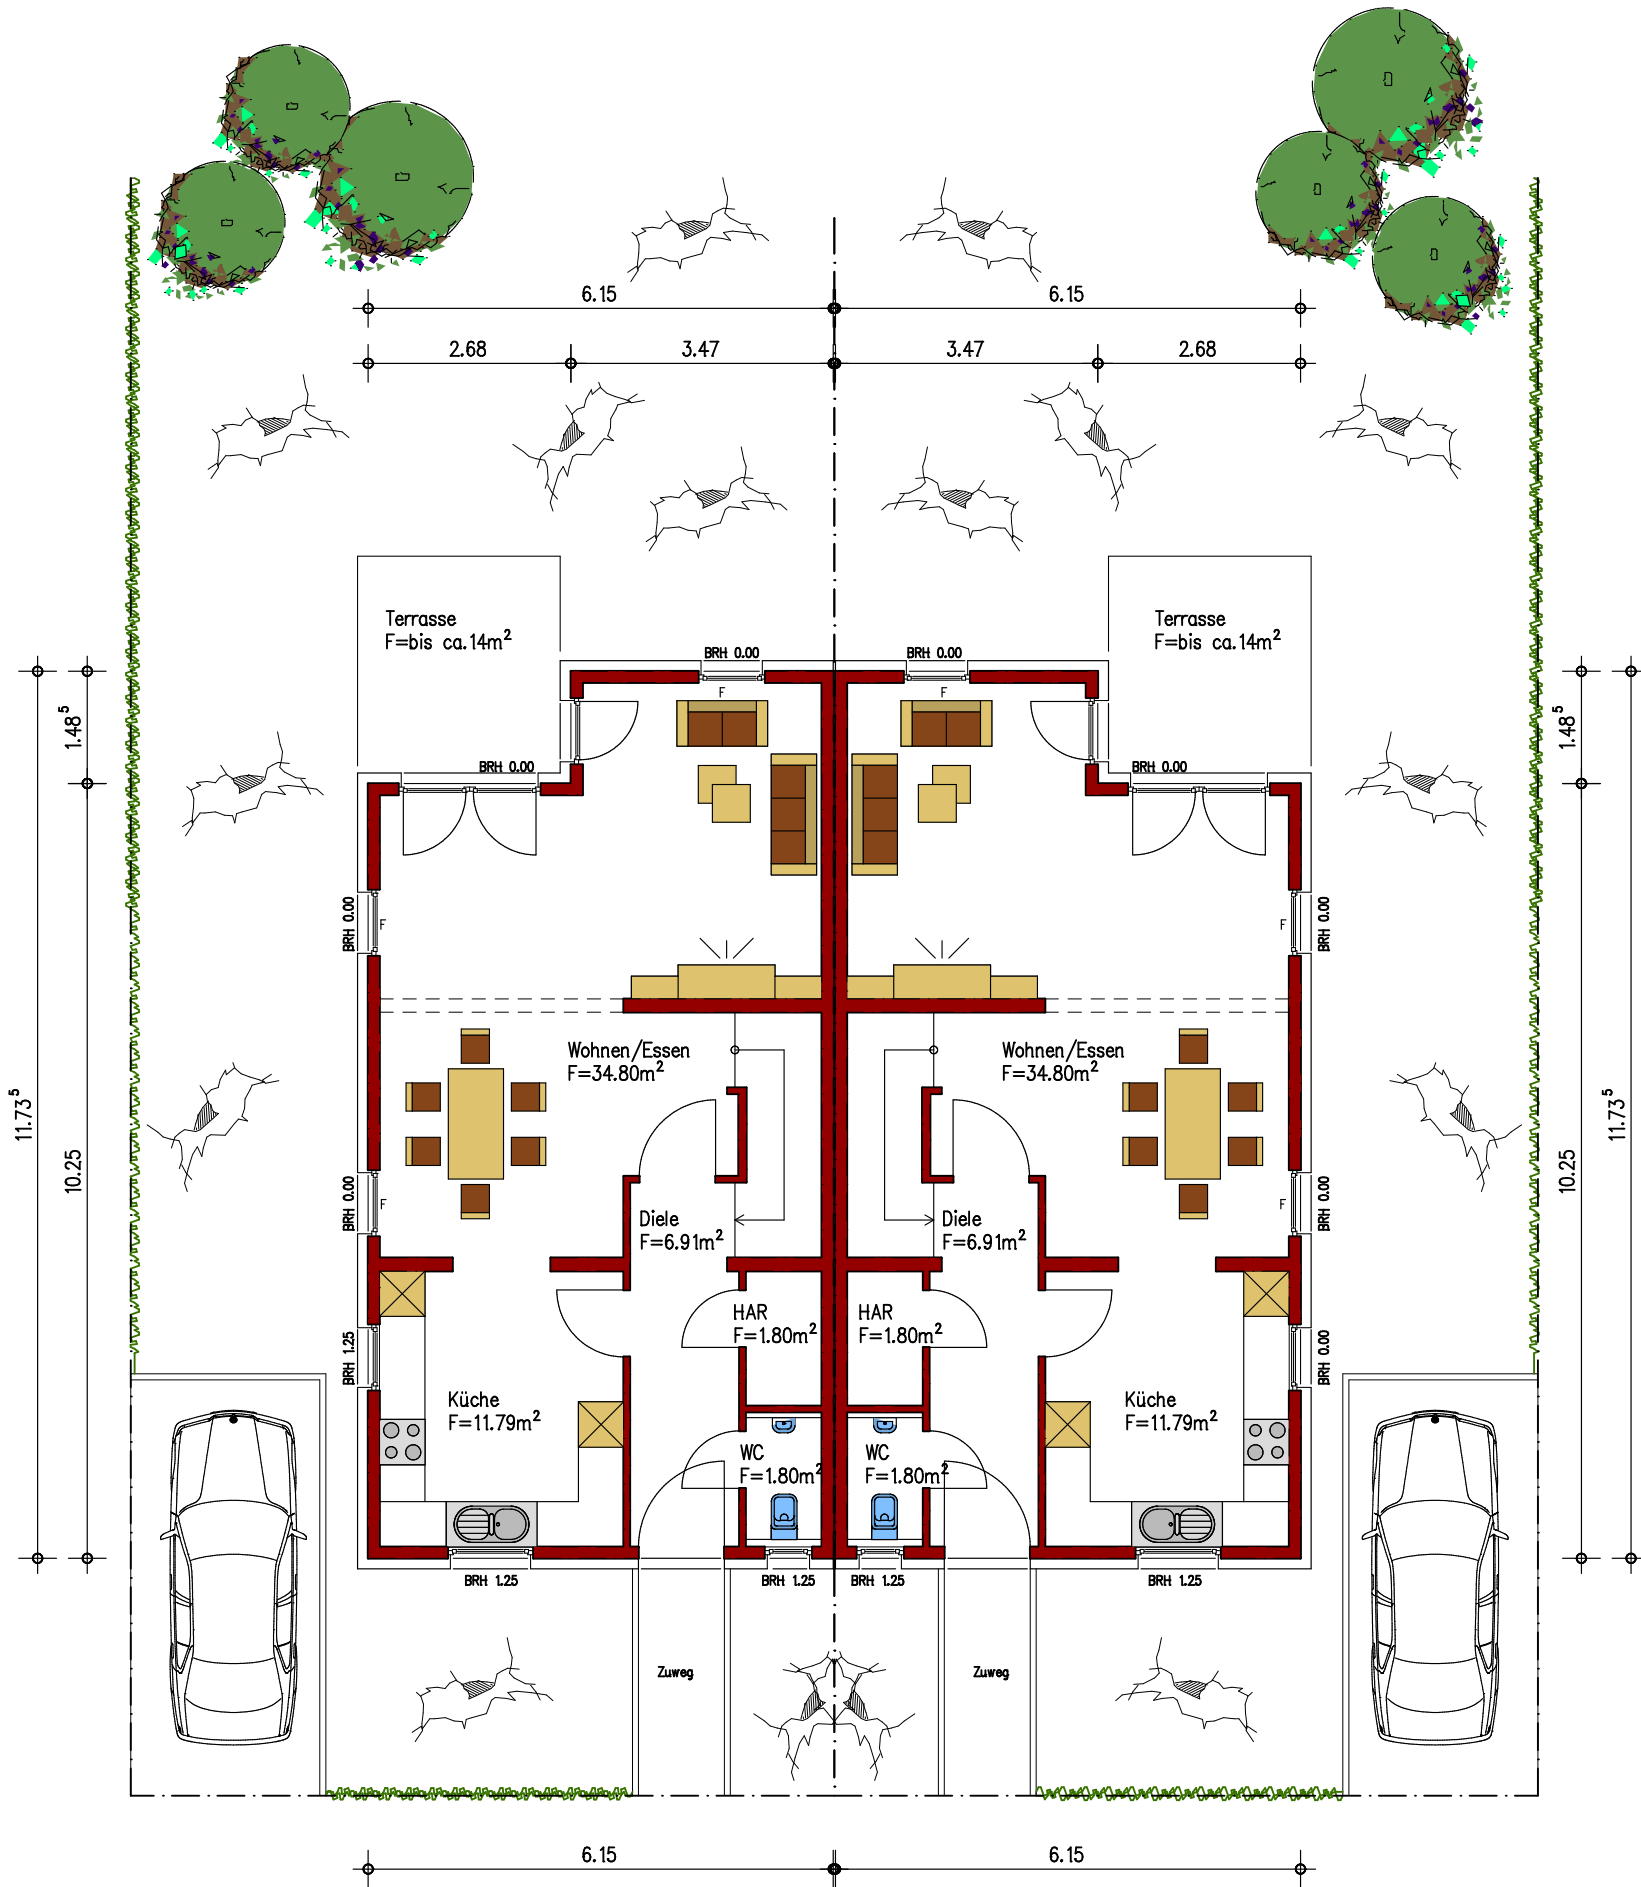 6.15
6.15
2.68
3.47
3.47
2.68
Terrasse
F=bis ca.14m²
Terrasse
F=bis ca.14m²
BRH 0.00
BRH 0.00
F
F
1.48⁵
1.48⁵
BRH 0.00
BRH 0.00
BRH 0.00
F
F
BRH 0.00
Wohnen/Essen
F=34.80m²
Wohnen/Essen
F=34.80m²
11.73⁵
10.25
10.25
11.73⁵
BRH 0.00
F
F
BRH 0.00
Diele
F=6.91m²
Diele
F=6.91m²
HAR
F=1.80m²
HAR
F=1.80m²
BRH 1.25
BRH 0.00
Küche
F=11.79m²
Küche
F=11.79m²
WC
F=1.80m²
WC
F=1.80m²
BRH 1.25
BRH 1.25
BRH 1.25
BRH 1.25
Zuweg
Zuweg
6.15
6.15